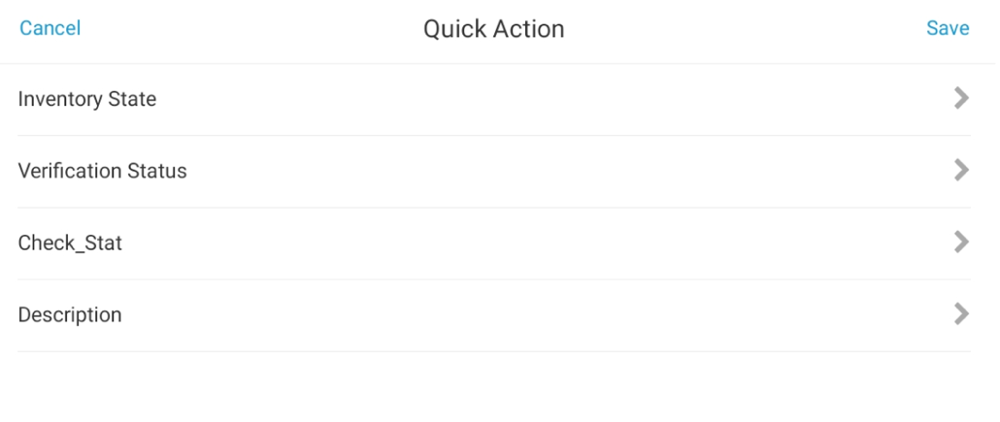 Cancel Quick Action Save
Inventory State
Verification Status
Check_Stat
Description